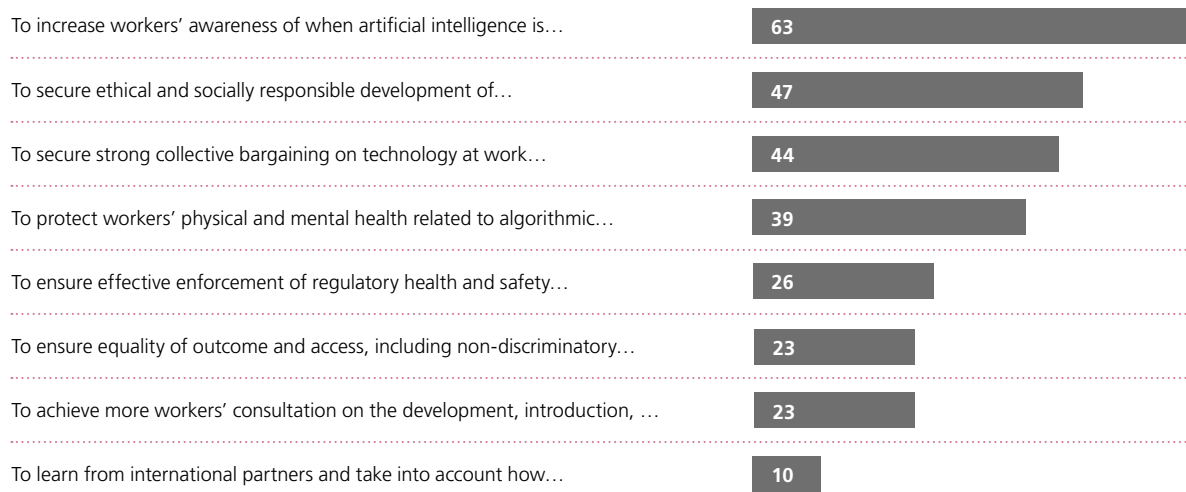 To increase workers’ awareness of when artificial intelligence is… 63
To secure ethical and socially responsible development of… 47
To secure strong collective bargaining on technology at work… 44
To protect workers’ physical and mental health related to algorithmic… 39
To ensure effective enforcement of regulatory health and safety… 26
To ensure equality of outcome and access, including non-discriminatory… 23
To achieve more workers’ consultation on the development, introduction, … 23
To learn from international partners and take into account how… 10